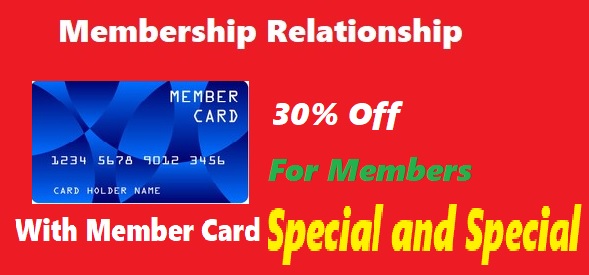 Membership Relationship
MEMBER
CARD
1234 5678 9012 3456
CARD HOLDER NAME
30% Off
For Members
With Member Card
Special and Special